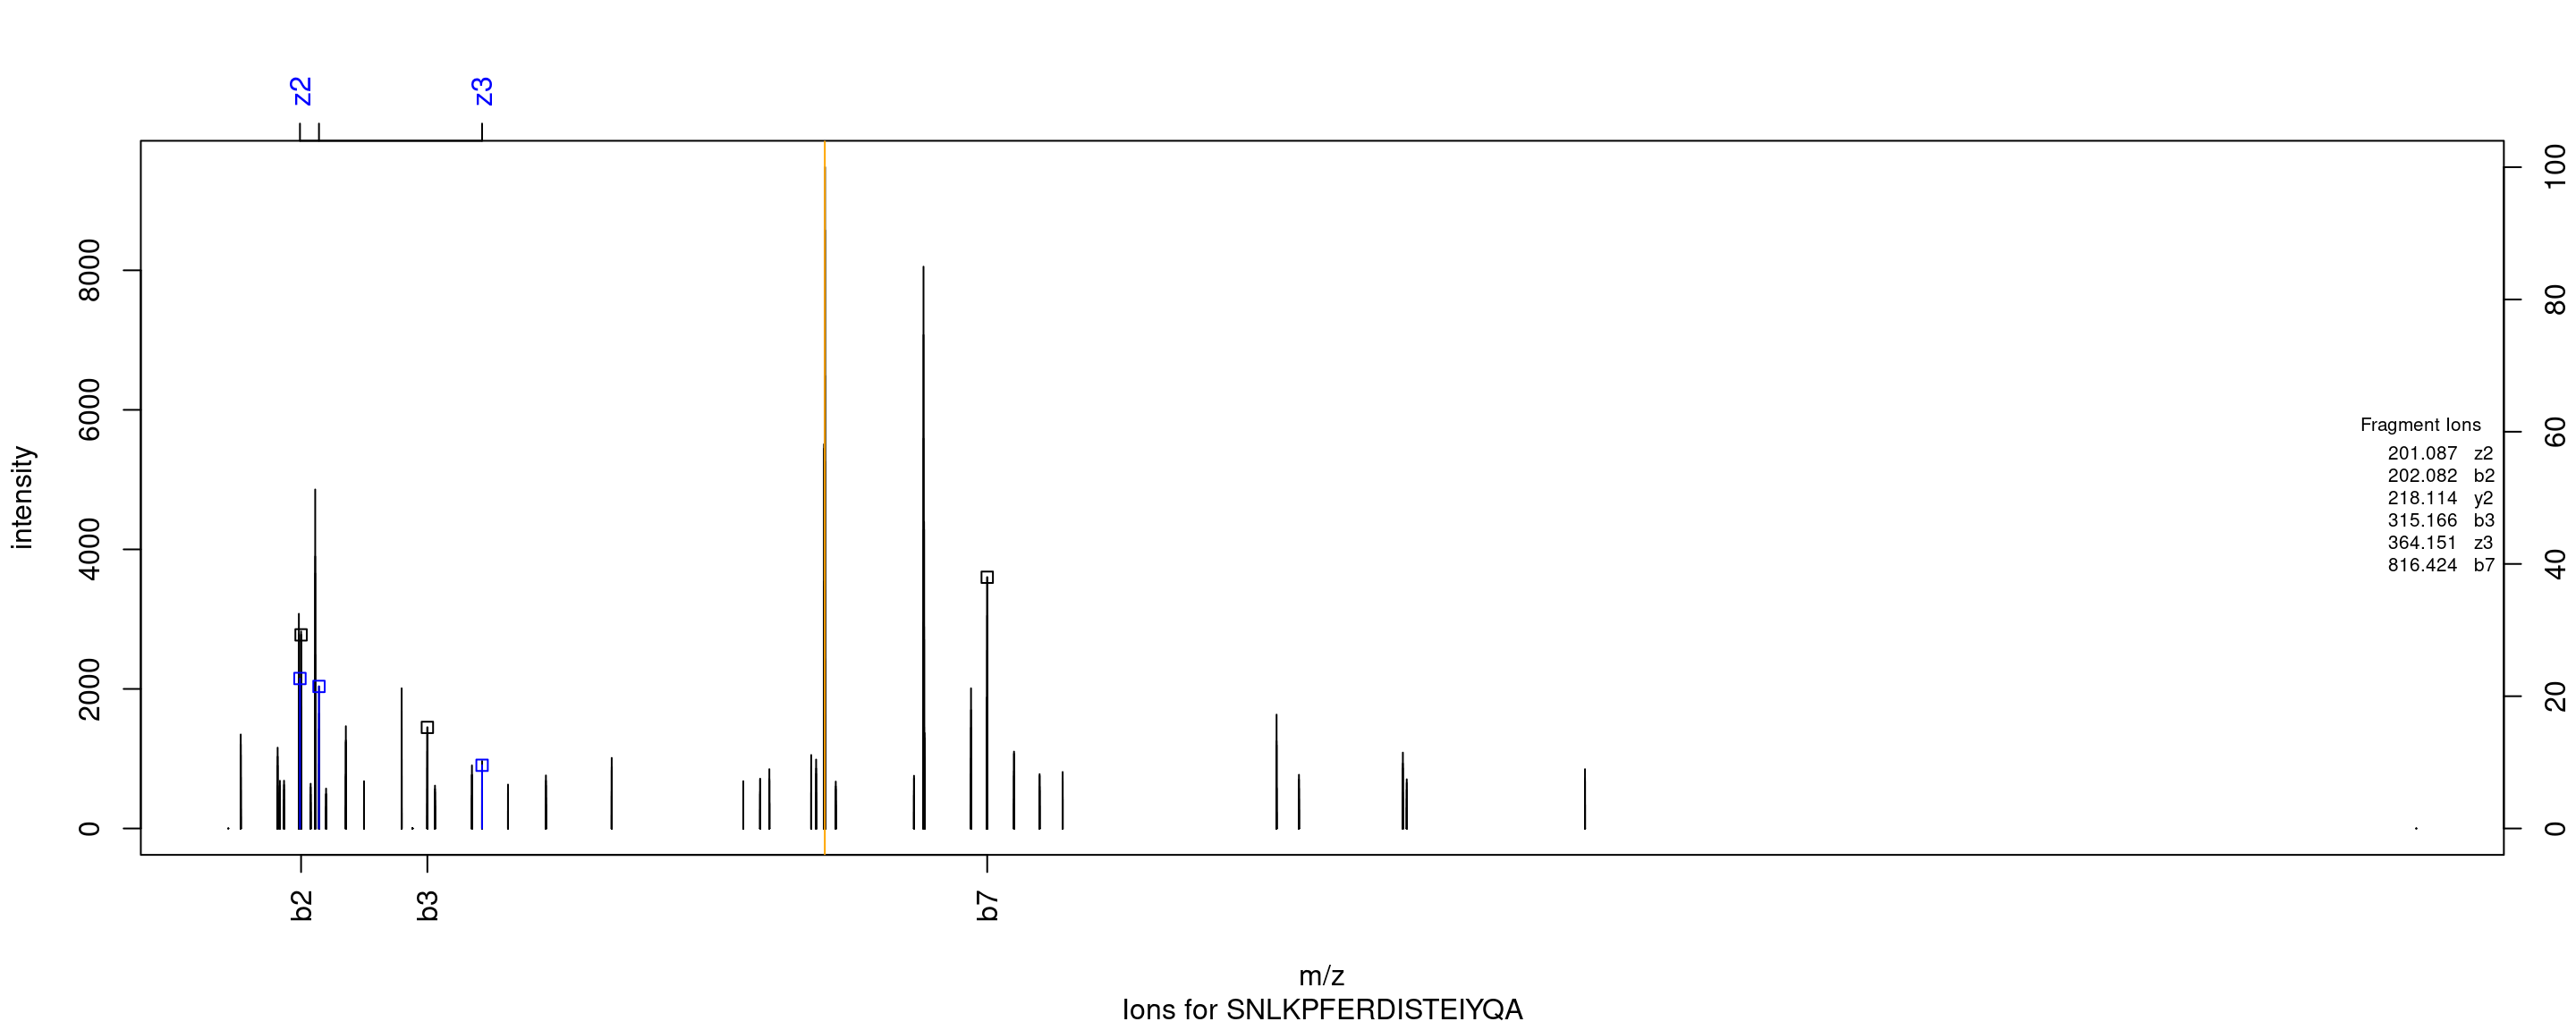 z2 z3
8000
6000
4000
2000
0
intensity
100
80
60
40
20
0
Fragment Ions
201.087 z2
202.082 b2
218.114 y2
315.166 b3
364.151 z3
816.424 b7
b2 b3 b7
m/z
Ions for SNLKPFERDISTEIYQA